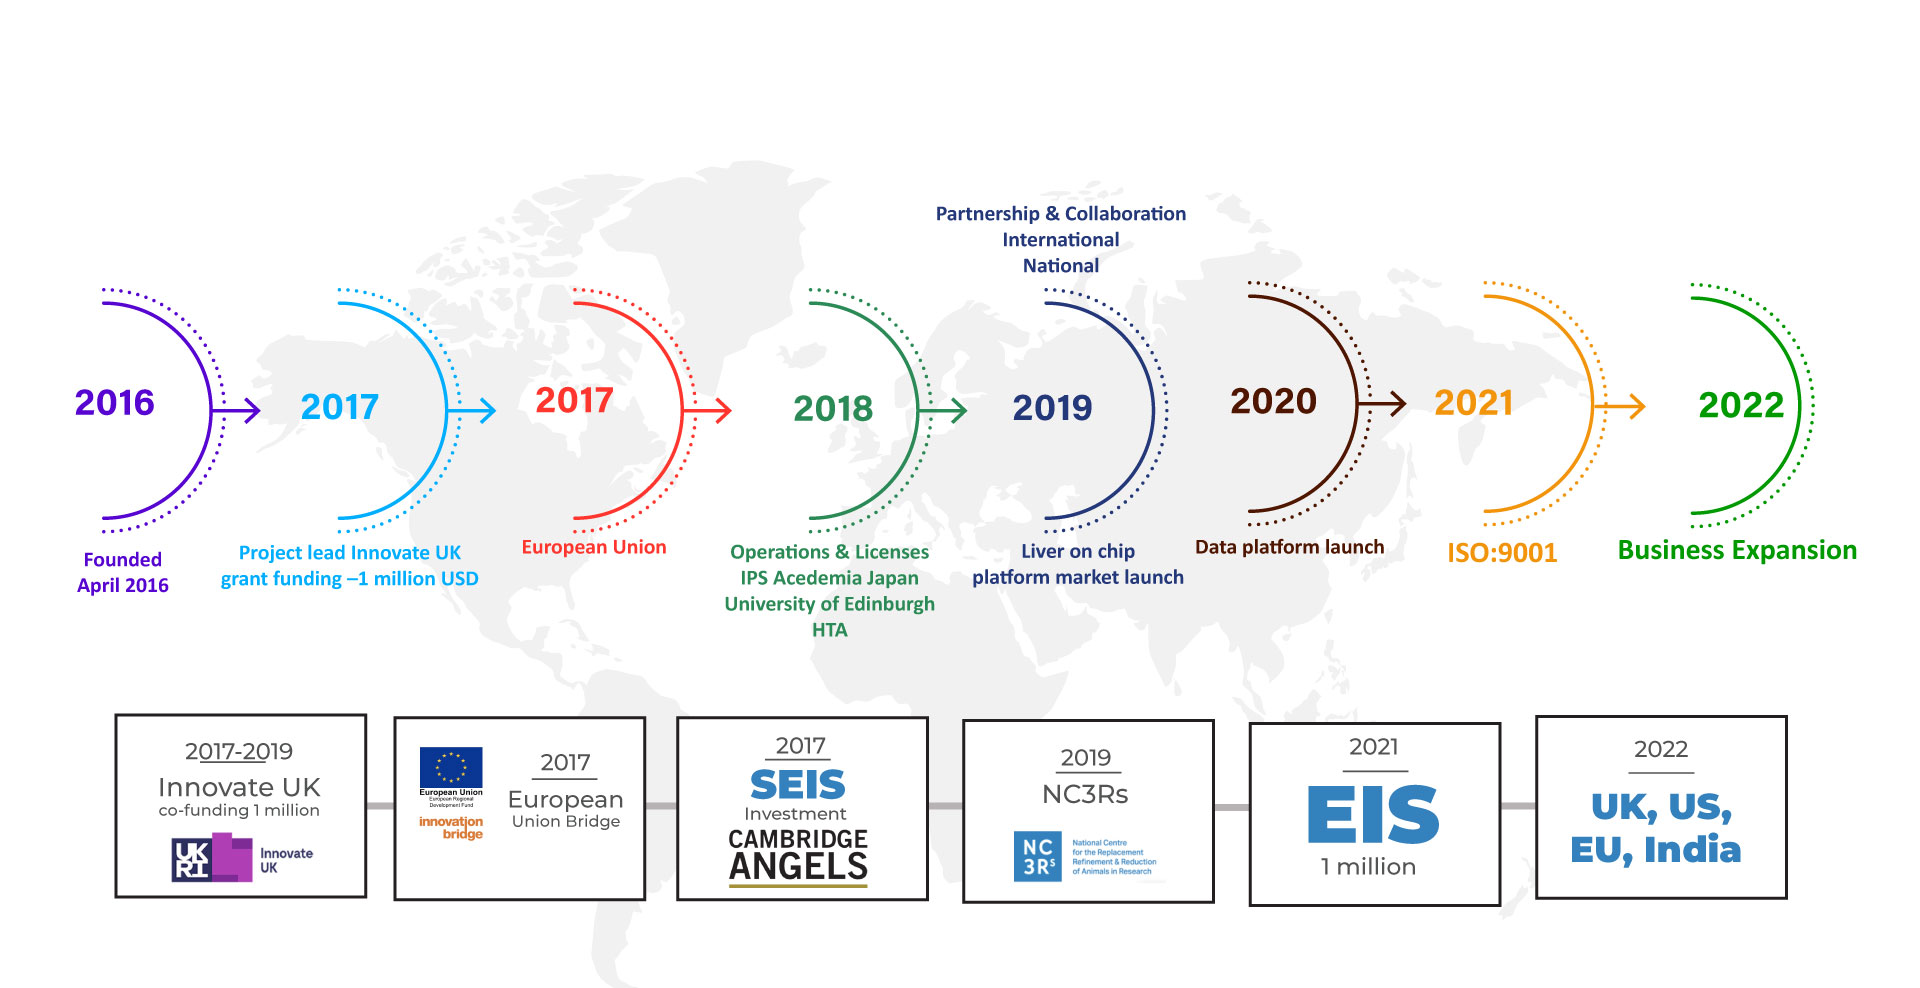 Partnership & Collaboration
International
National
2016
2017
2017
2018
2019
2020
2021
2022
Founded
April 2016
Project lead Innovate UK
grant funding –1 million USD
European Union
Operations & Licenses
IPS Acedemia Japan
University of Edinburgh
HTA
Liver on chip
platform market launch
Data platform launch
ISO:9001
Business Expansion
2017-2019
Innovate UK
co-funding 1 million
UK
RI
Innovate
UK
European Union
European Regional
Development Fund
innovation
bridge
2017
European
Union Bridge
2017
SEIS
Investment
CAMBRIDGE
ANGELS
2019
NC3Rs
NC
3Rs
National Centre
for the Replacement
Refinement & Reduction
of Animals in Research
2021
EIS
1 million
2022
UK, US,
EU, India